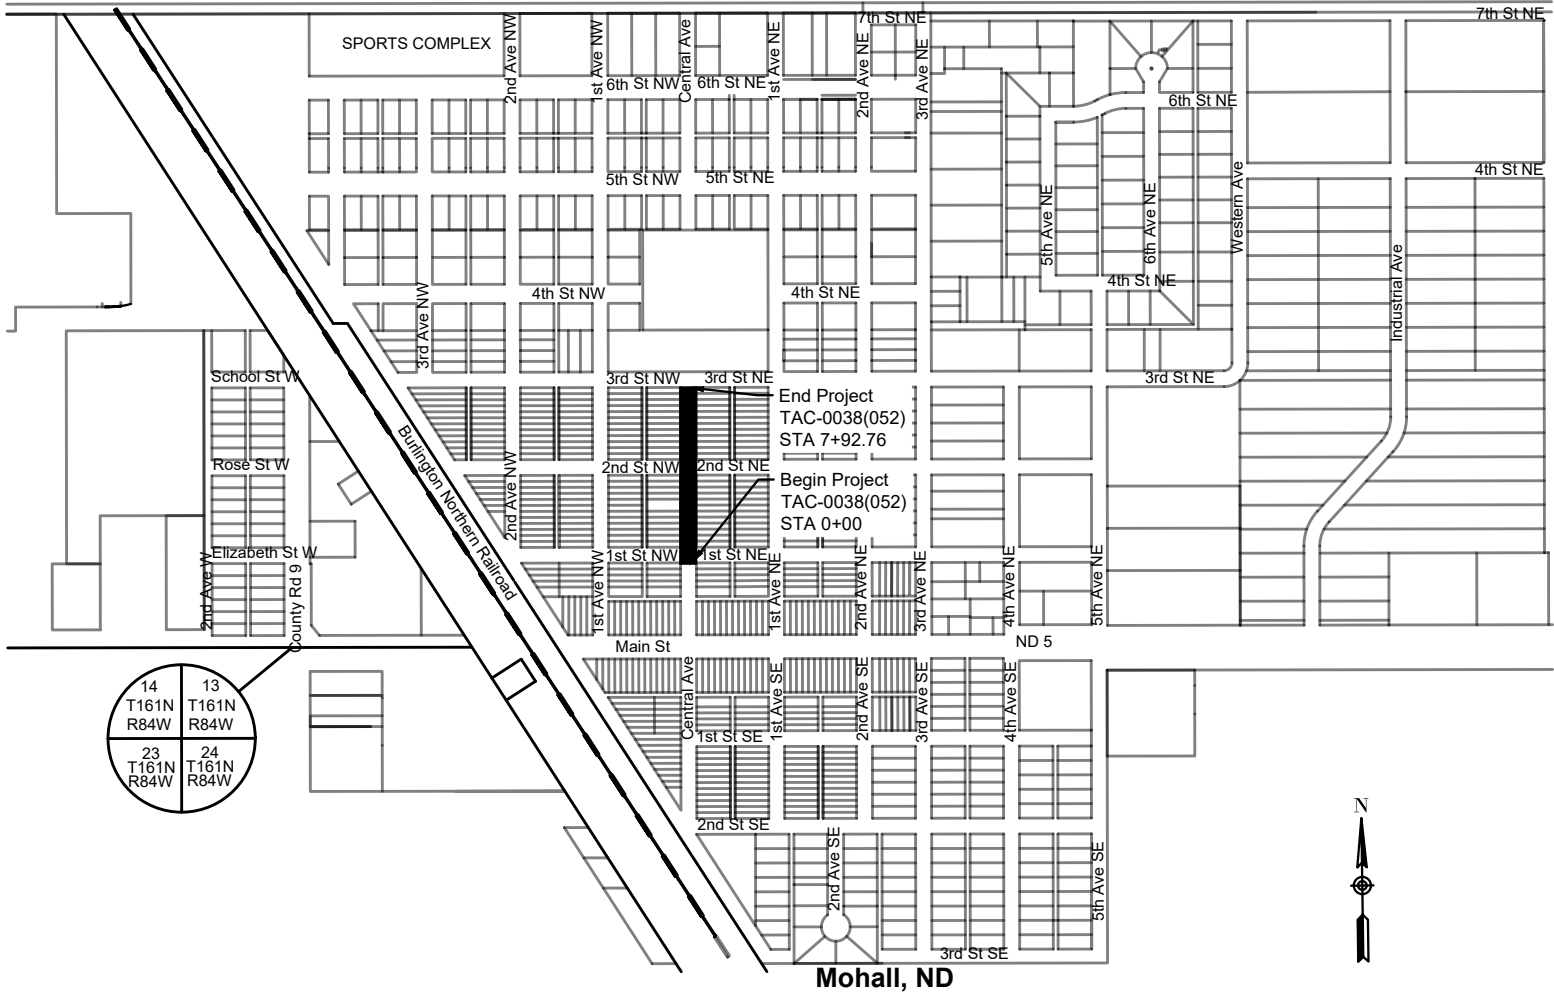 7th St NE
7th St NE
SPORTS COMPLEX
2nd Ave NW
1st Ave NW
Central Ave
1st Ave NE
2nd Ave NE
3rd Ave NE
6th St NW
6th St NE
6th St NE
5th St NW
5th St NE
4th St NE
5th Ave NE
6th Ave NE
Western Ave
Industrial Ave
4th St NW
4th St NE
4th St NE
3rd Ave NW
School St W
3rd St NW
3rd St NE
3rd St NE
End Project
TAC-0038(052)
STA 7+92.76
Burlington Northern Railroad
Rose St W
2nd Ave NW
2nd St NW
2nd St NE
Begin Project
TAC-0038(052)
STA 0+00
Elizabeth St W
1st St NW
1st St NE
2nd Ave W
County Rd 9
1st Ave NW
1st Ave NE
2nd Ave NE
3rd Ave NE
4th Ave NE
5th Ave NE
Main St
ND 5
14
T161N
R84W
13
T161N
R84W
23
T161N
R84W
24
T161N
R84W
Central Ave
1st Ave SE
2nd Ave SE
3rd Ave SE
4th Ave SE
1st St SE
2nd St SE
2nd Ave SE
5th Ave SE
3rd St SE
N
Mohall, ND